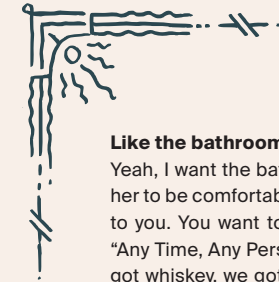 Like the bathroom
Yeah, I want the
her to be
to you. You want to
“Any Time, Any
got whiskey, we got